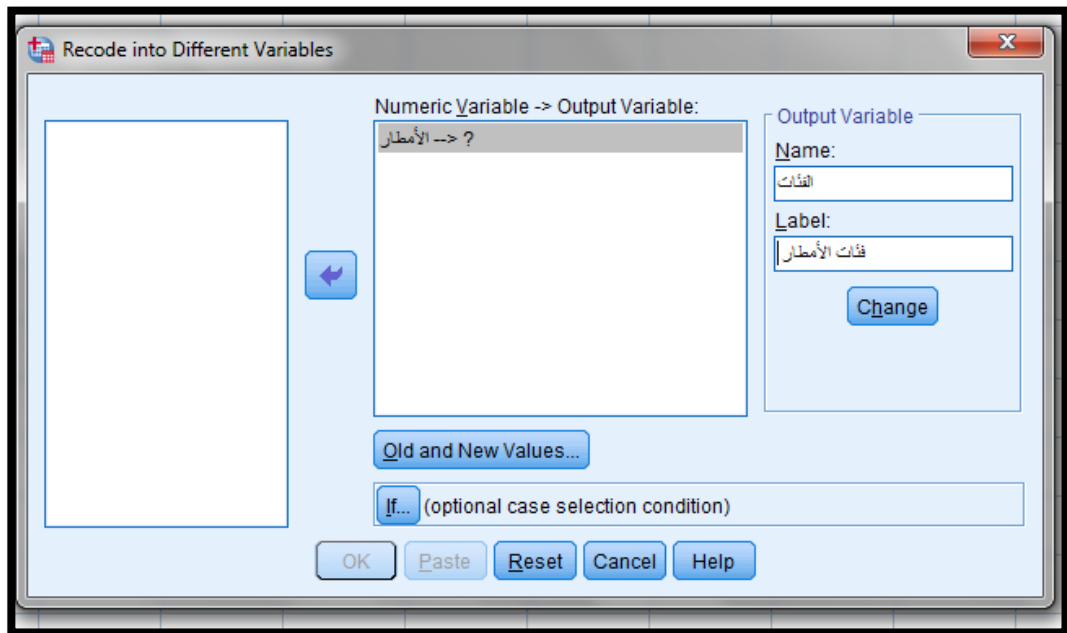 Recode into Different Variables
Numeric Variable -> Output Variable:
الأمطار --> ?
Output Variable
Name:
الفئات
Label:
فئات الأمطار
Change
Old and New Values...
If... (optional case selection condition)
OK Paste Reset Cancel Help